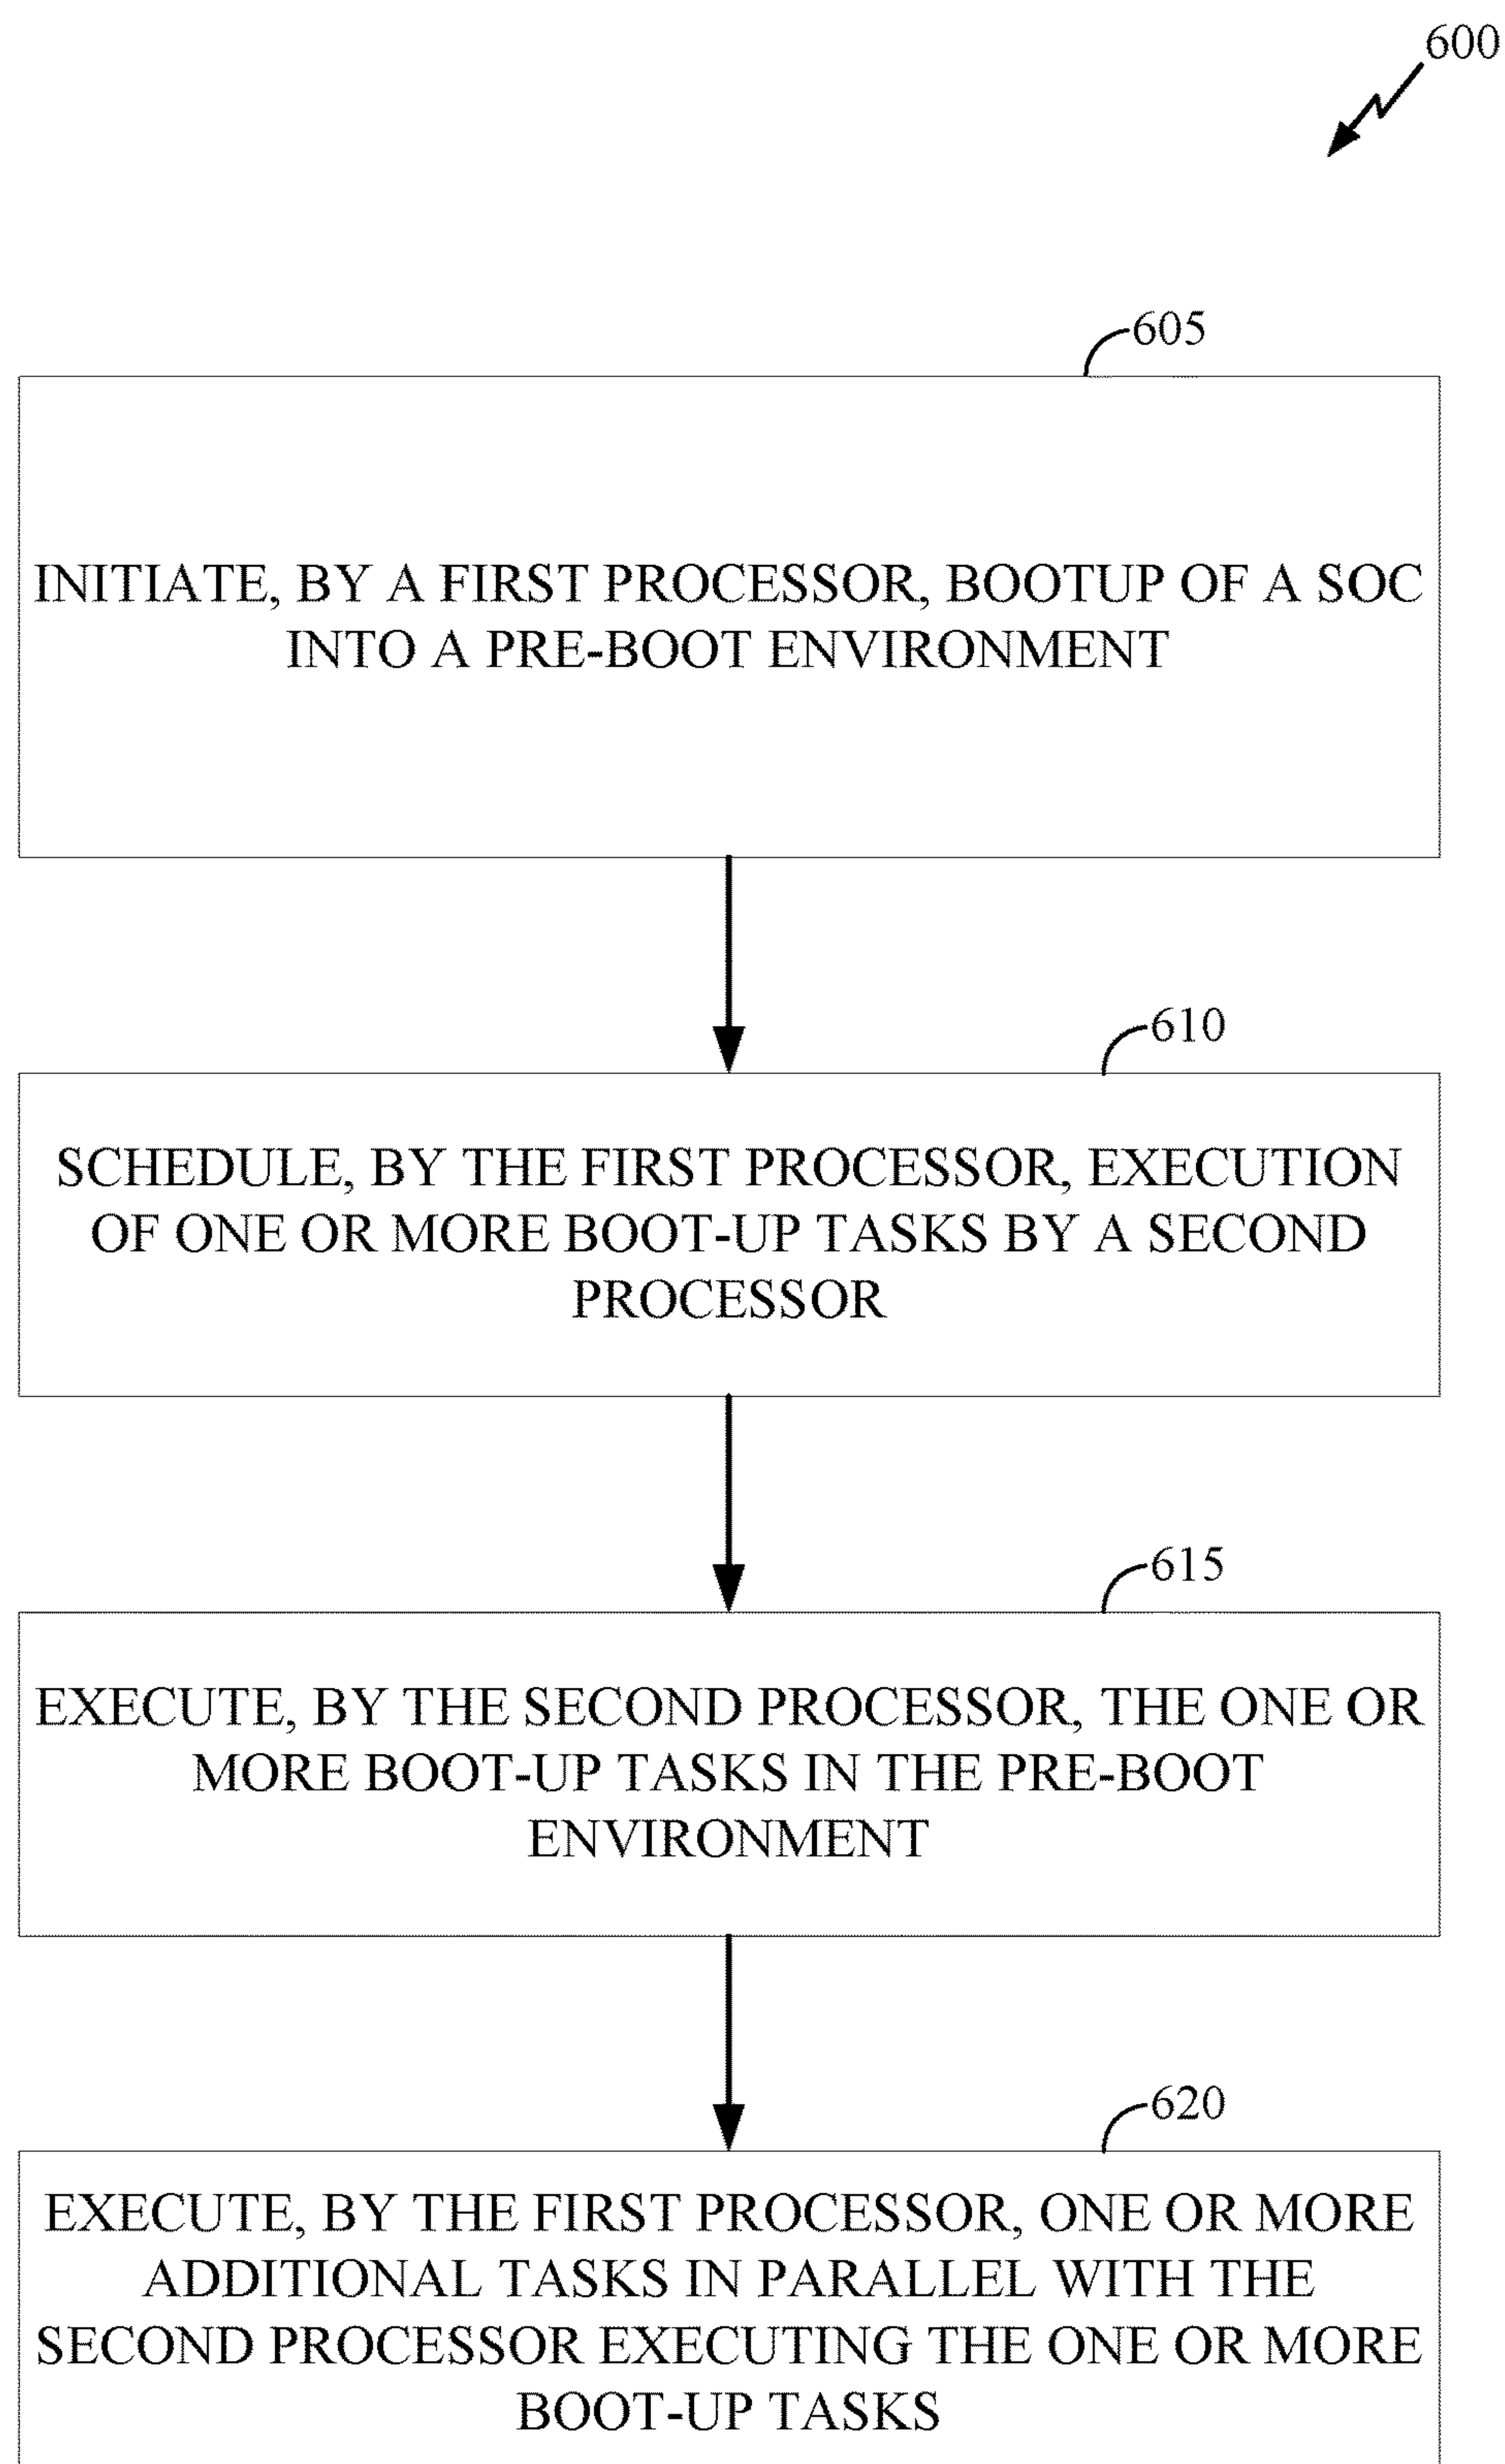 600
605
INITIATE, BY A FIRST PROCESSOR, BOOTUP OF A SOC
INTO A PRE-BOOT ENVIRONMENT
610
SCHEDULE, BY THE FIRST PROCESSOR, EXECUTION
OF ONE OR MORE BOOT-UP TASKS BY A SECOND
PROCESSOR
615
EXECUTE, BY THE SECOND PROCESSOR, THE ONE OR
MORE BOOT-UP TASKS IN THE PRE-BOOT
ENVIRONMENT
620
EXECUTE, BY THE FIRST PROCESSOR, ONE OR MORE
ADDITIONAL TASKS IN PARALLEL WITH THE
SECOND PROCESSOR EXECUTING THE ONE OR MORE
BOOT-UP TASKS